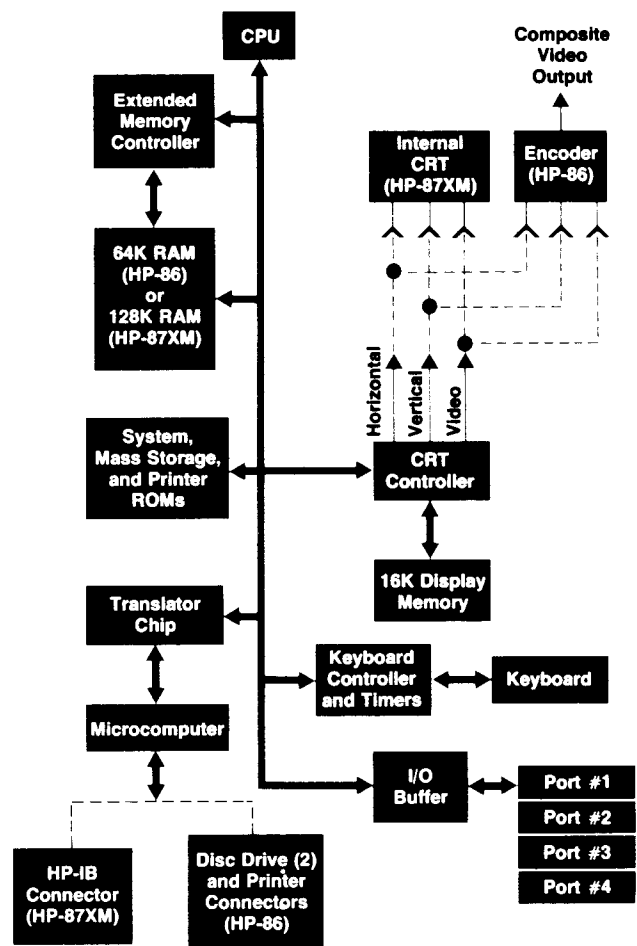 CPU
Composite
Video
Output
Extended
Memory
Controller
Internal
CRT
(HP-87XM)
Encoder
(HP-86)
64K RAM
(HP-86)
or
128K RAM
(HP-87XM)
Horizontal
Vertical
Video
System,
Mass Storage,
and Printer
ROMs
CRT
Controller
16K Display
Memory
Translator
Chip
Keyboard
Controller
and Timers
Keyboard
Microcomputer
I/O
Buffer
Port #1
Port #2
Port #3
Port #4
HP-IB
Connector
(HP-87XM)
Disc Drive (2)
and Printer
Connectors
(HP-86)